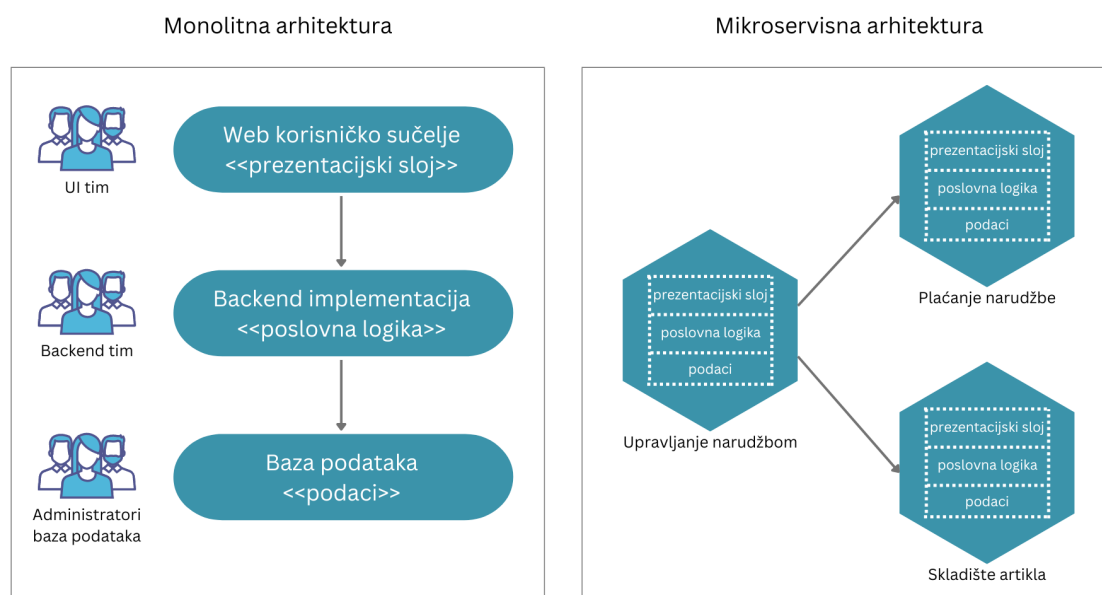 Monolitna arhitektura
UI tim
Web korisničko sučelje
<<prezentacijski sloj>>
Backend tim
Backend implementacija
<<poslovna logika>>
Administratori
baza podataka
Baza podataka
<<podaci>>
Mikroservisna arhitektura
prezentacijski sloj
poslovna logika
podaci
Upravljanje narudžbom
prezentacijski sloj
poslovna logika
podaci
Plaćanje narudžbe
prezentacijski sloj
poslovna logika
podaci
Skladište artikla